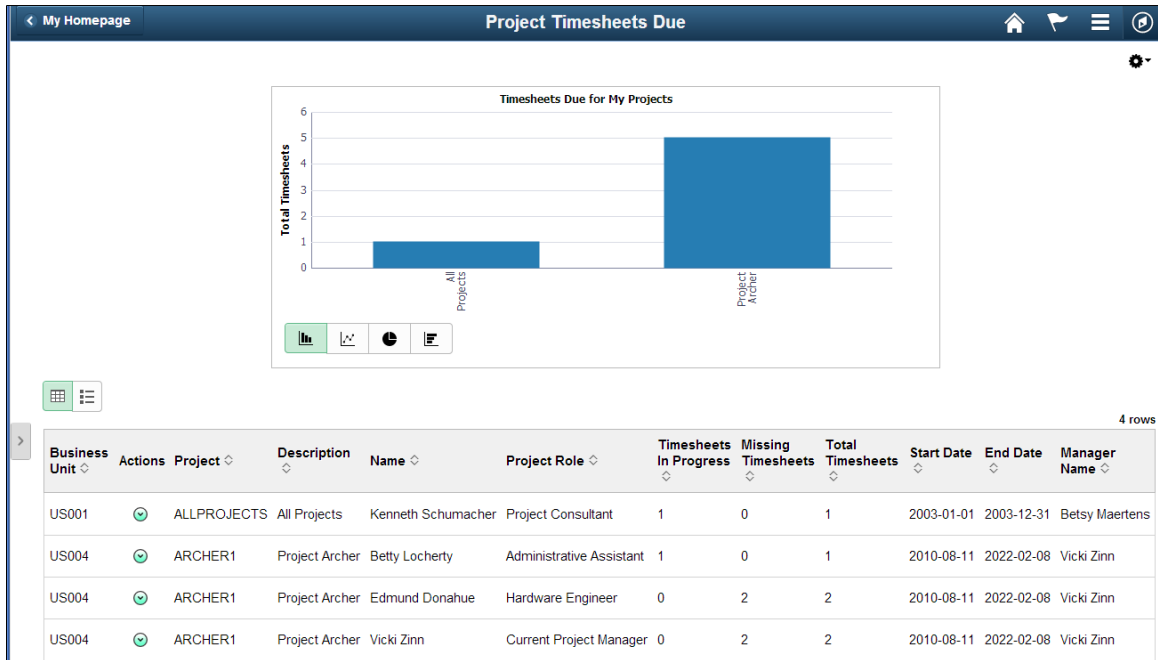 My Homepage
Project Timesheets Due
Timesheets Due for My Projects
Total Timesheets
6
5
4
3
2
1
0
All
Projects
Project
Archer
4 rows
Business Unit Actions Project Description Name Project Role Timesheets In Progress Missing Timesheets Total Timesheets Start Date End Date Manager Name
US001 ALLPROJECTS All Projects Kenneth Schumacher Project Consultant 1 0 1 2003-01-01 2003-12-31 Betsy Maertens
US004 ARCHER1 Project Archer Betty Locherty Administrative Assistant 1 0 1 2010-08-11 2022-02-08 Vicki Zinn
US004 ARCHER1 Project Archer Edmund Donahue Hardware Engineer 0 2 2 2010-08-11 2022-02-08 Vicki Zinn
US004 ARCHER1 Project Archer Vicki Zinn Current Project Manager 0 2 2 2010-08-11 2022-02-08 Vicki Zinn